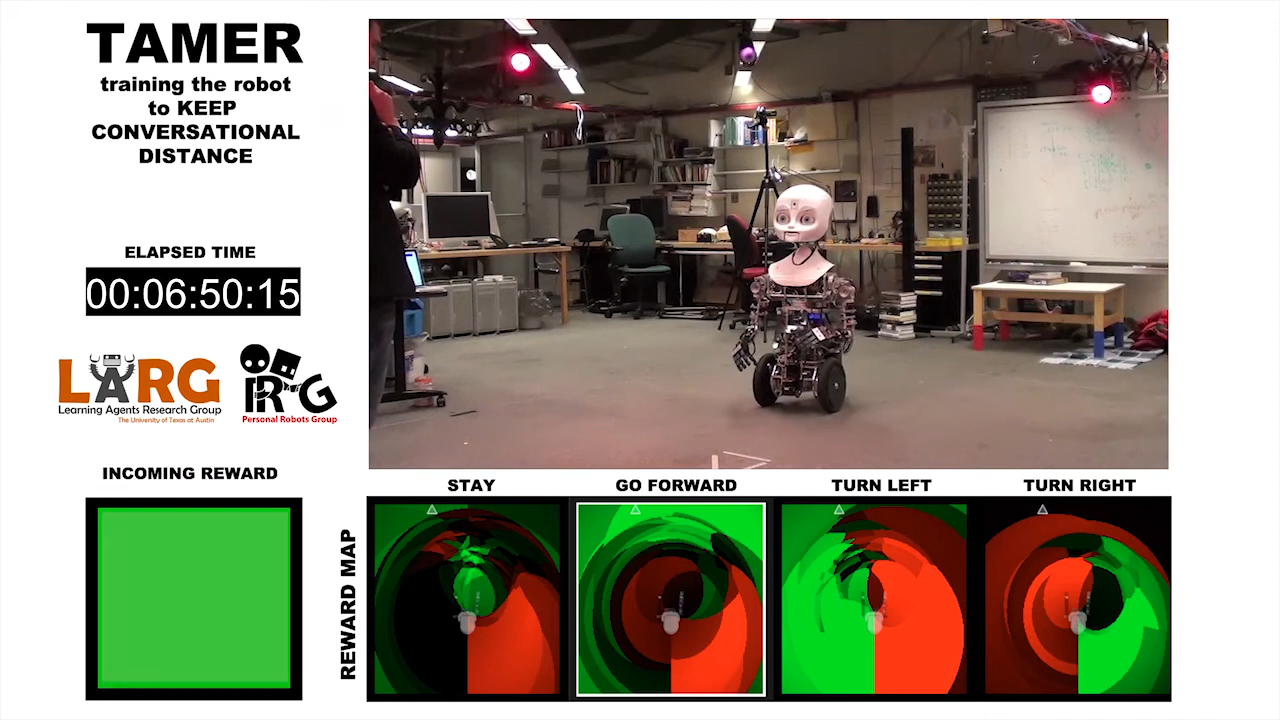 TAMER
training the robot
to KEEP
CONVERSATIONAL
DISTANCE
ELAPSED TIME
00:06:50:15
LARG
Learning Agents Research Group
The University of Texas at Austin
PRG
Personal Robots Group
INCOMING REWARD
REWARD MAP
STAY
GO FORWARD
TURN LEFT
TURN RIGHT